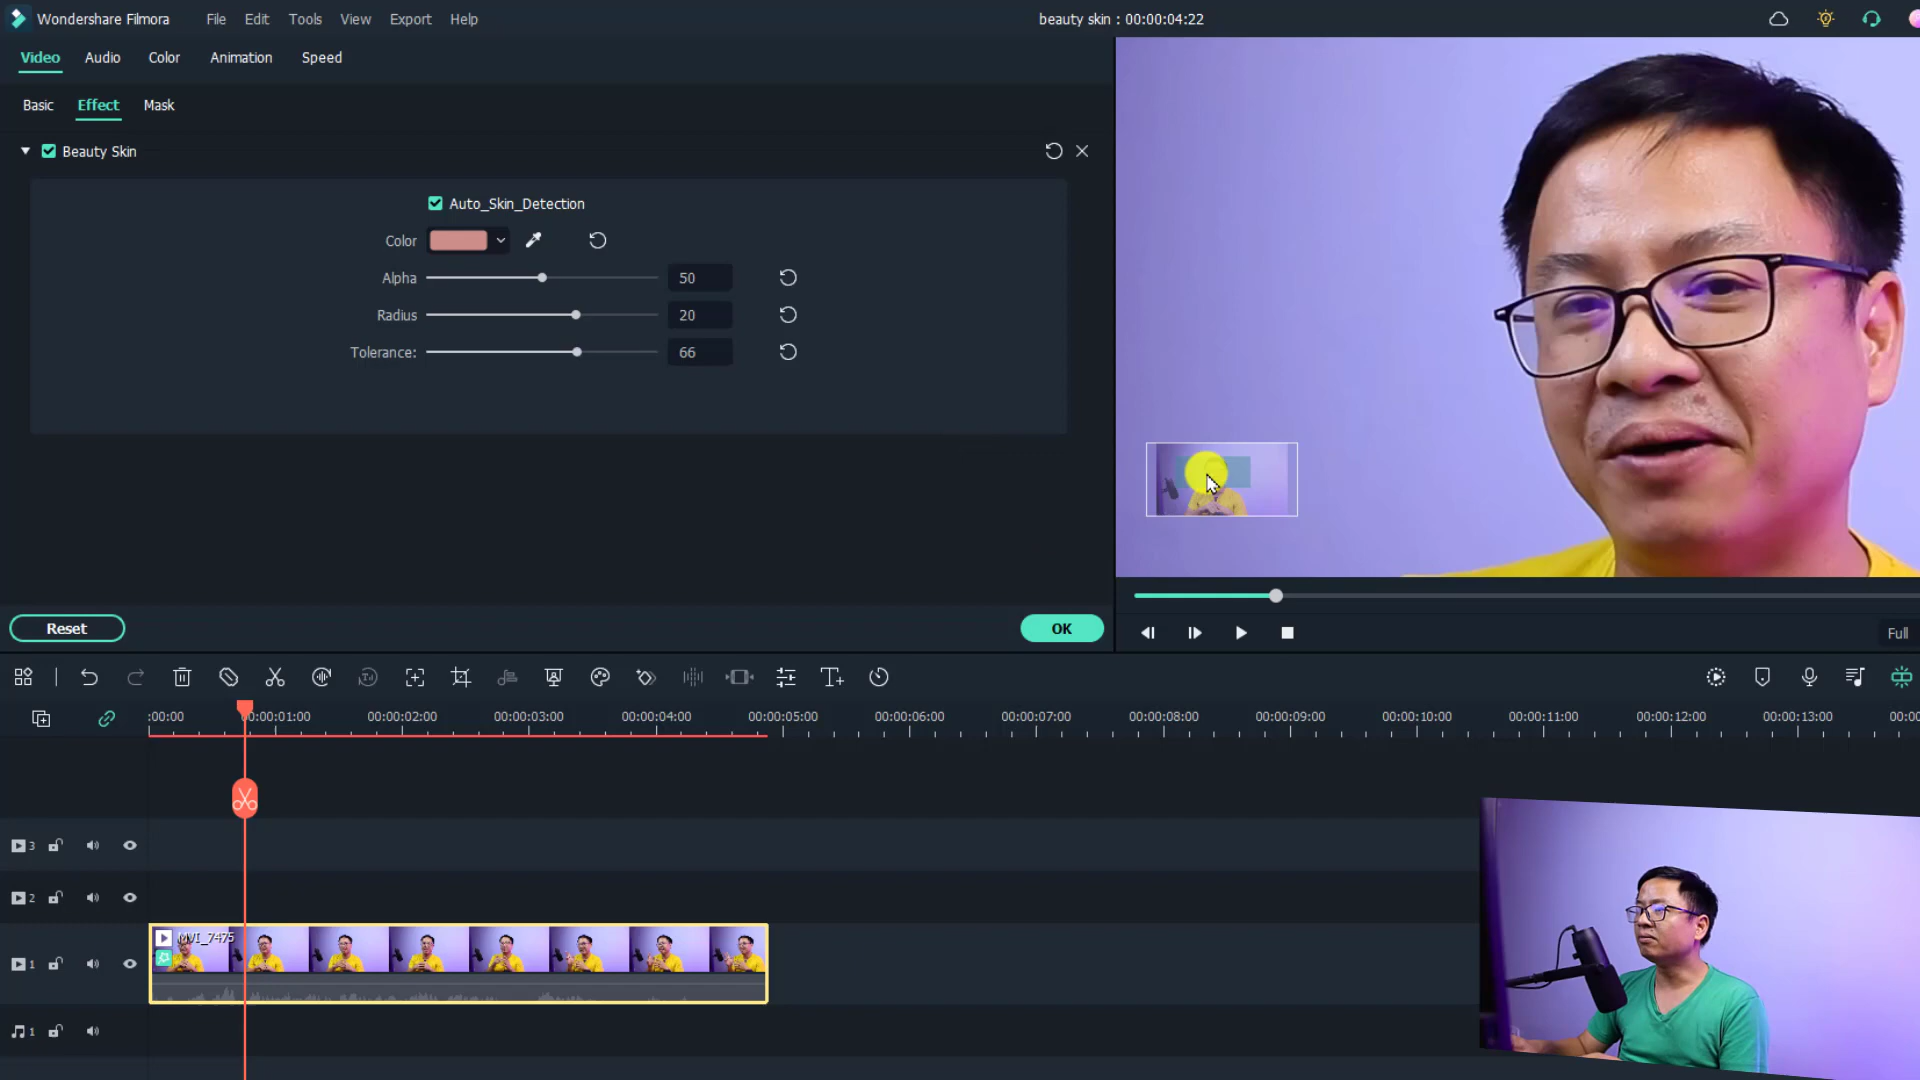 Wondershare Filmora File Edit Tools View Export Help beauty skin : 00:00:04:22
Video Audio Color Animation Speed
Basic Effect Mask
Beauty Skin
Auto_Skin_Detection
Color
Alpha 50
Radius 20
Tolerance: 66
Reset OK
Full
:00:00 00:00:01:00 00:00:02:00 00:00:03:00 00:00:04:00 00:00:05:00 00:00:06:00 00:00:07:00 00:00:08:00 00:00:09:00 00:00:10:00 00:00:11:00 00:00:12:00 00:00:13:00 00:00
3
2
MVI_7475
1
1